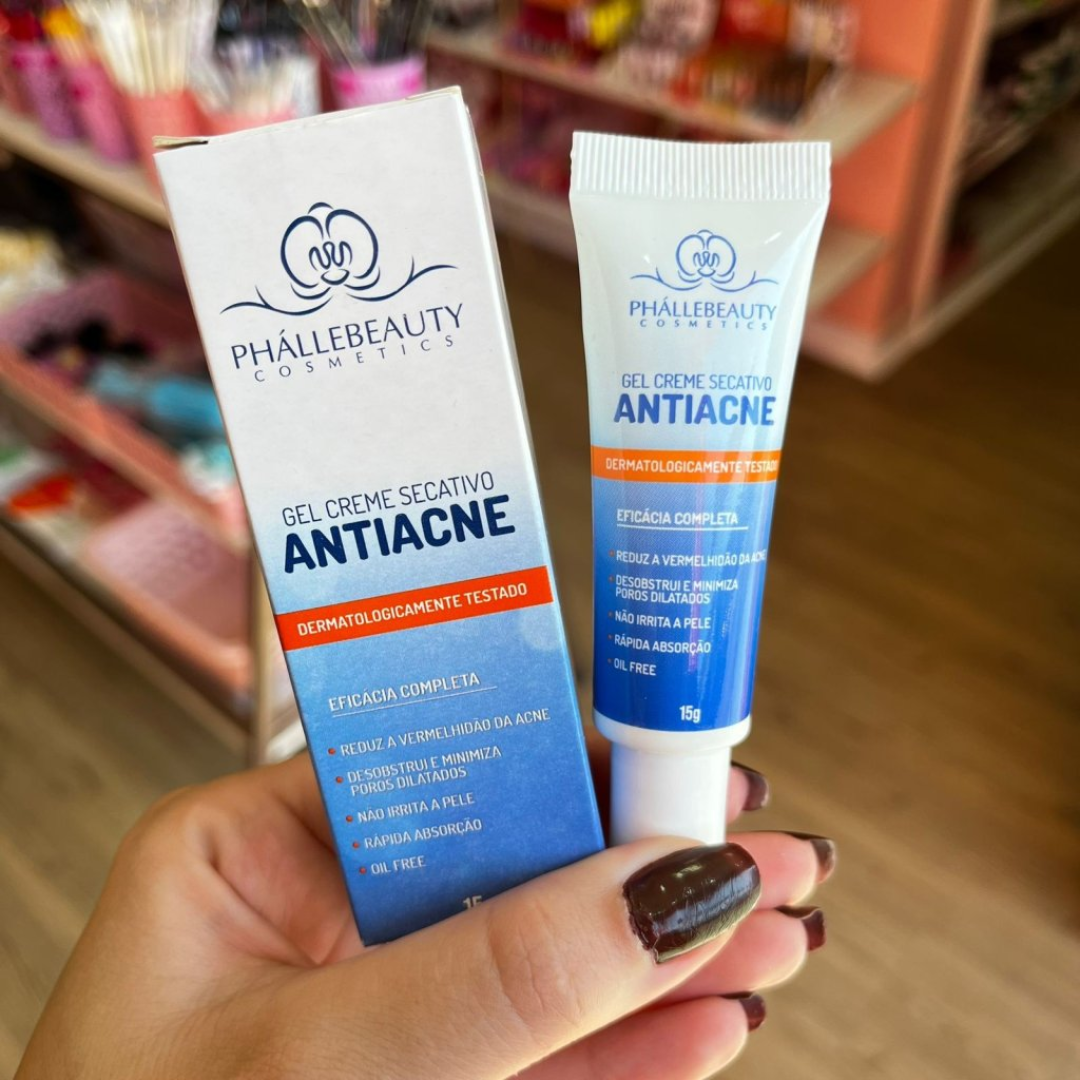 PHÁLLEBEAUTY
COSMETICS
GEL CREME SECATIVO
ANTIACNE
DERMATOLOGICAMENTE TESTADO
EFICÁCIA COMPLETA
REDUZ A VERMELHIDÃO DA ACNE
DESOBSTRUI E MINIMIZA
POROS DILATADOS
NÃO IRRITA A PELE
RÁPIDA ABSORÇÃO
OIL FREE
15
PHÁLLEBEAUTY
COSMETICS
GEL CREME SECATIVO
ANTIACNE
DERMATOLOGICAMENTE TESTADO
EFICÁCIA COMPLETA
REDUZ A VERMELHIDÃO DA ACNE
DESOBSTRUI E MINIMIZA
POROS DILATADOS
NÃO IRRITA A PELE
RÁPIDA ABSORÇÃO
OIL FREE
15g